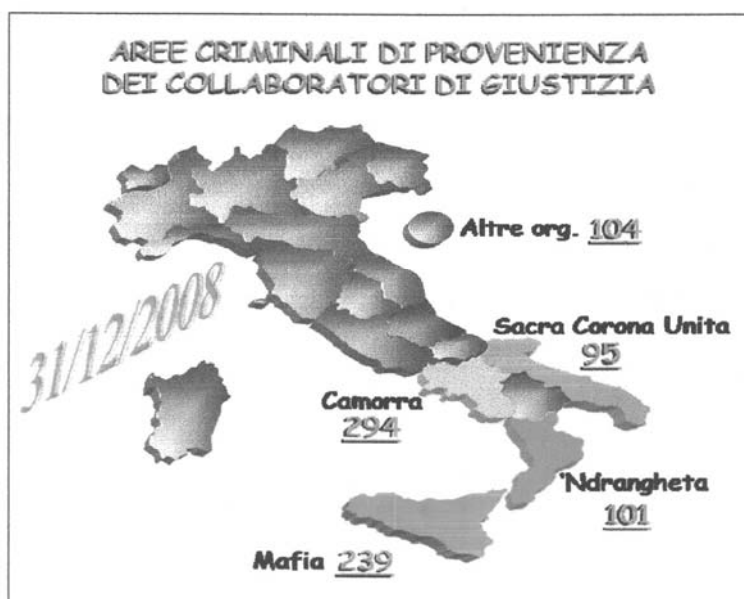 AREE CRIMINALI DI PROVENIENZA
DEI COLLABORATORI DI GIUSTIZIA
Altre org. 104
31/12/2008
Sacra Corona Unita
95
Camorra
294
'Ndrangheta
101
Mafia 239